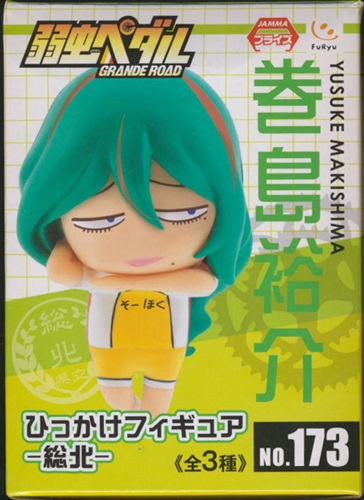 弱虫ペダル
GRANDE ROAD
JAMMA
プライズ
FuRyu
巻島裕介
YUSUKE MAKISHIMA
そーほく
総北
県立
ひっかけフィギュア
－総北－
《全3種》
NO.173